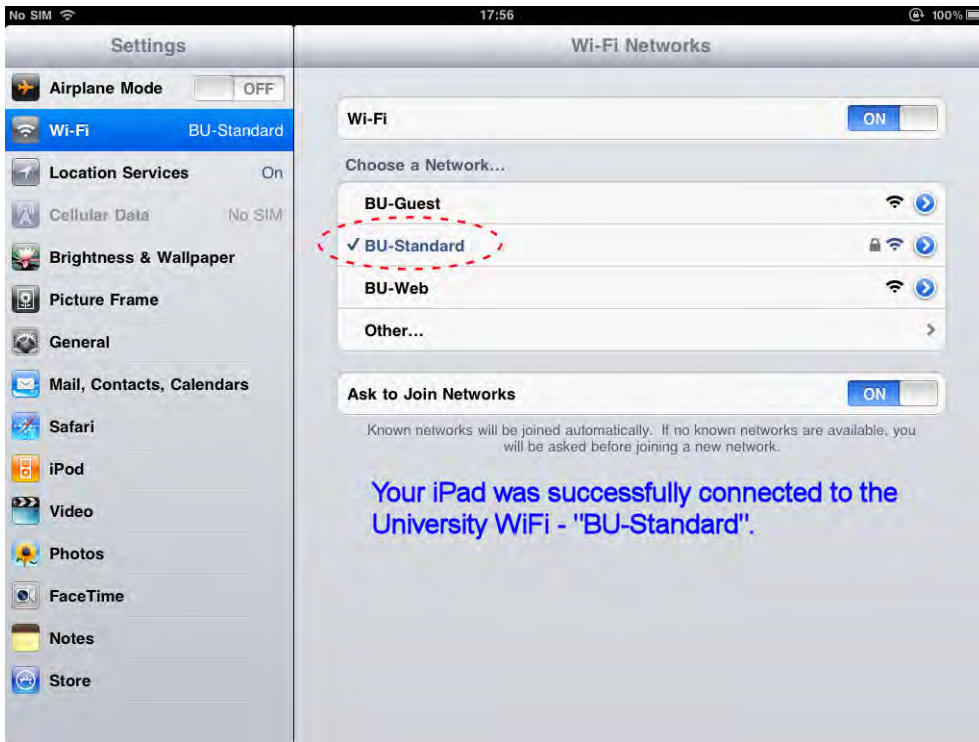 No SIM 17:56 100%
Settings
Wi-Fi Networks
Airplane Mode OFF
Wi-Fi BU-Standard
Location Services On
Cellular Data No SIM
Brightness & Wallpaper
Picture Frame
General
Mail, Contacts, Calendars
Safari
iPod
Video
Photos
FaceTime
Notes
Store
Wi-Fi ON
Choose a Network...
BU-Guest
✓ BU-Standard
BU-Web
Other...
Ask to Join Networks ON
Known networks will be joined automatically. If no known networks are available, you
will be asked before joining a new network.
Your iPad was successfully connected to the
University WiFi - "BU-Standard".